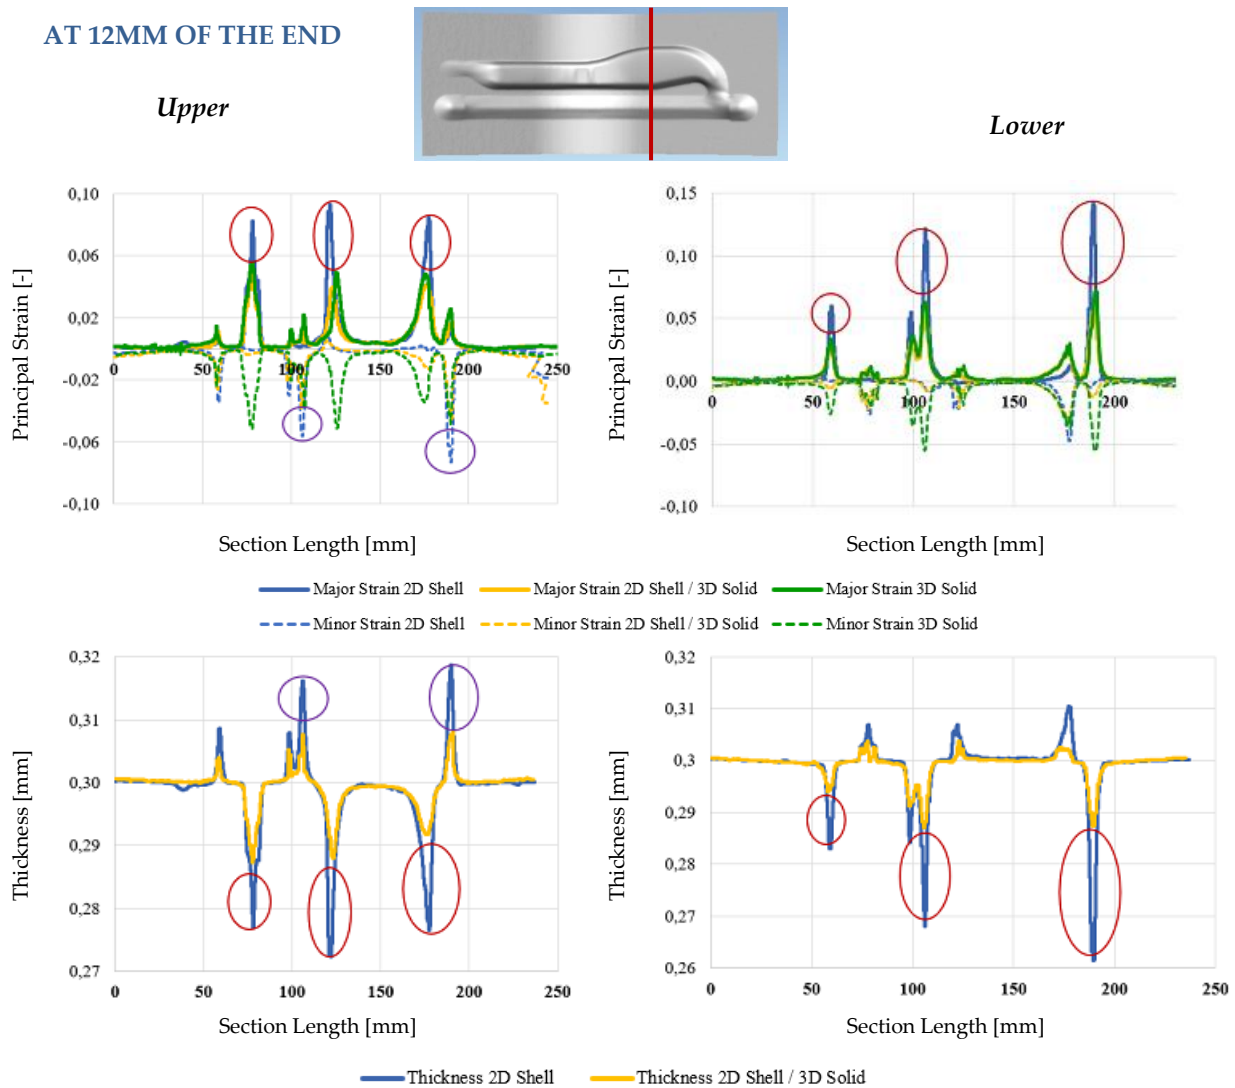 AT 12MM OF THE END
Upper
Lower
Principal Strain [-]
0,10
0,06
0,02
-0,02
-0,06
-0,10
0 50 100 150 200 250
Section Length [mm]
Principal Strain [-]
0,15
0,10
0,05
0,00
-0,05
-0,10
0 50 100 150 200
Section Length [mm]
Major Strain 2D Shell Major Strain 2D Shell / 3D Solid Major Strain 3D Solid
Minor Strain 2D Shell Minor Strain 2D Shell / 3D Solid Minor Strain 3D Solid
Thickness [mm]
0,32
0,31
0,30
0,29
0,28
0,27
0 50 100 150 200 250
Section Length [mm]
Thickness [mm]
0,32
0,31
0,3
0,29
0,28
0,27
0,26
0 50 100 150 200 250
Section Length [mm]
Thickness 2D Shell Thickness 2D Shell / 3D Solid